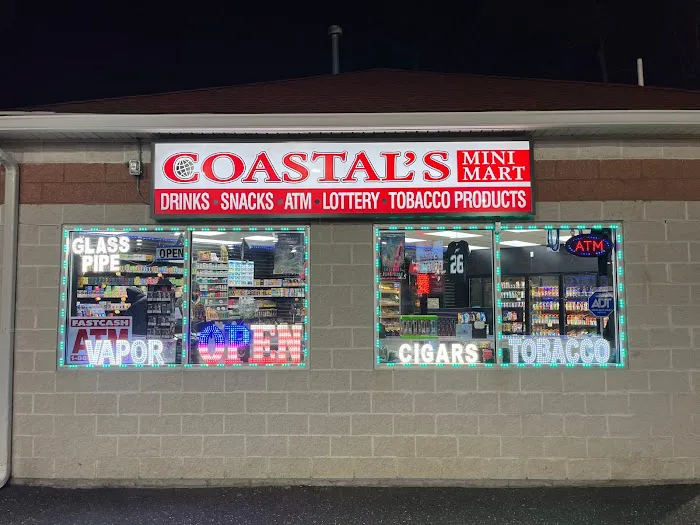 COASTAL'S MINI MART
DRINKS · SNACKS · ATM · LOTTERY · TOBACCO PRODUCTS
GLASS PIPE
OPEN
FASTCASH
ATM
VAPOR
OPEN
26
CIGARS
ATM
ADT
TOBACCO